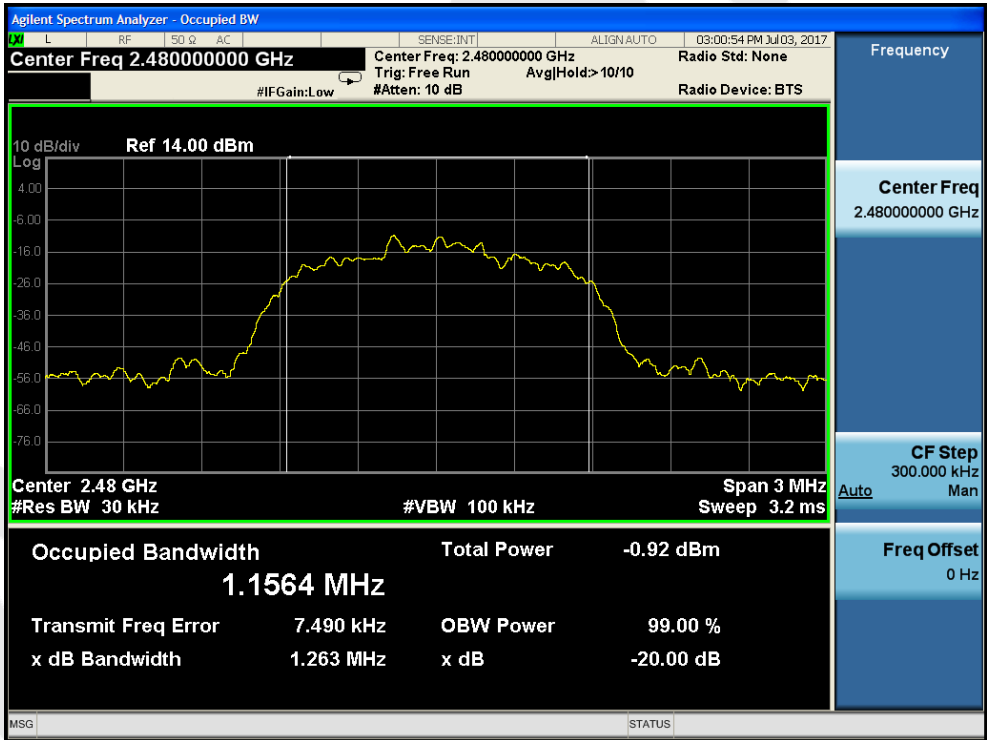 Agilent Spectrum Analyzer - Occupied BW
LXI L RF 50 Ω AC SENSE:INT ALIGN AUTO 03:00:54 PM Jul 03, 2017
Center Freq 2.480000000 GHz
Center Freq: 2.480000000 GHz Radio Std: None
Trig: Free Run Avg|Hold:>10/10
#IFGain:Low #Atten: 10 dB Radio Device: BTS
10 dB/div Ref 14.00 dBm
Log
4.00
-6.00
-16.0
-26.0
-36.0
-46.0
-56.0
-66.0
-76.0
Center 2.48 GHz Span 3 MHz
#Res BW 30 kHz #VBW 100 kHz Sweep 3.2 ms
Occupied Bandwidth Total Power -0.92 dBm
1.1564 MHz
Transmit Freq Error 7.490 kHz OBW Power 99.00 %
x dB Bandwidth 1.263 MHz x dB -20.00 dB
MSG STATUS
Frequency
Center Freq
2.480000000 GHz
CF Step
300.000 kHz
Auto Man
Freq Offset
0 Hz